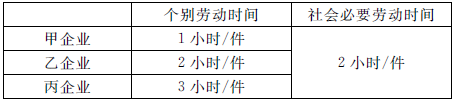 个别劳动时间 社会必要劳动时间
甲企业 1 小时/件
乙企业 2 小时/件 2 小时/件
丙企业 3 小时/件